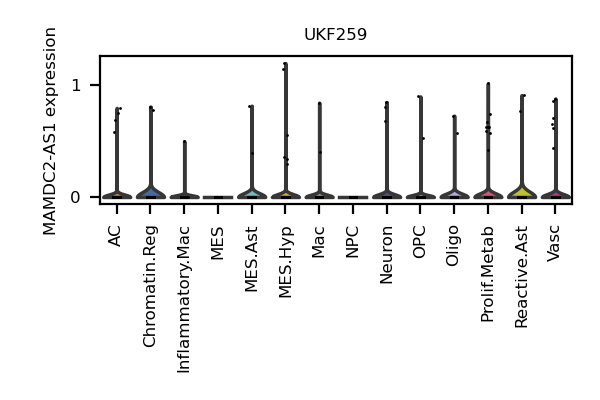 UKF259
MAMDC2-AS1 expression
1
0
AC
Chromatin.Reg
Inflammatory.Mac
MES
MES.Ast
MES.Hyp
Mac
NPC
Neuron
OPC
Oligo
Prolif.Metab
Reactive.Ast
Vasc